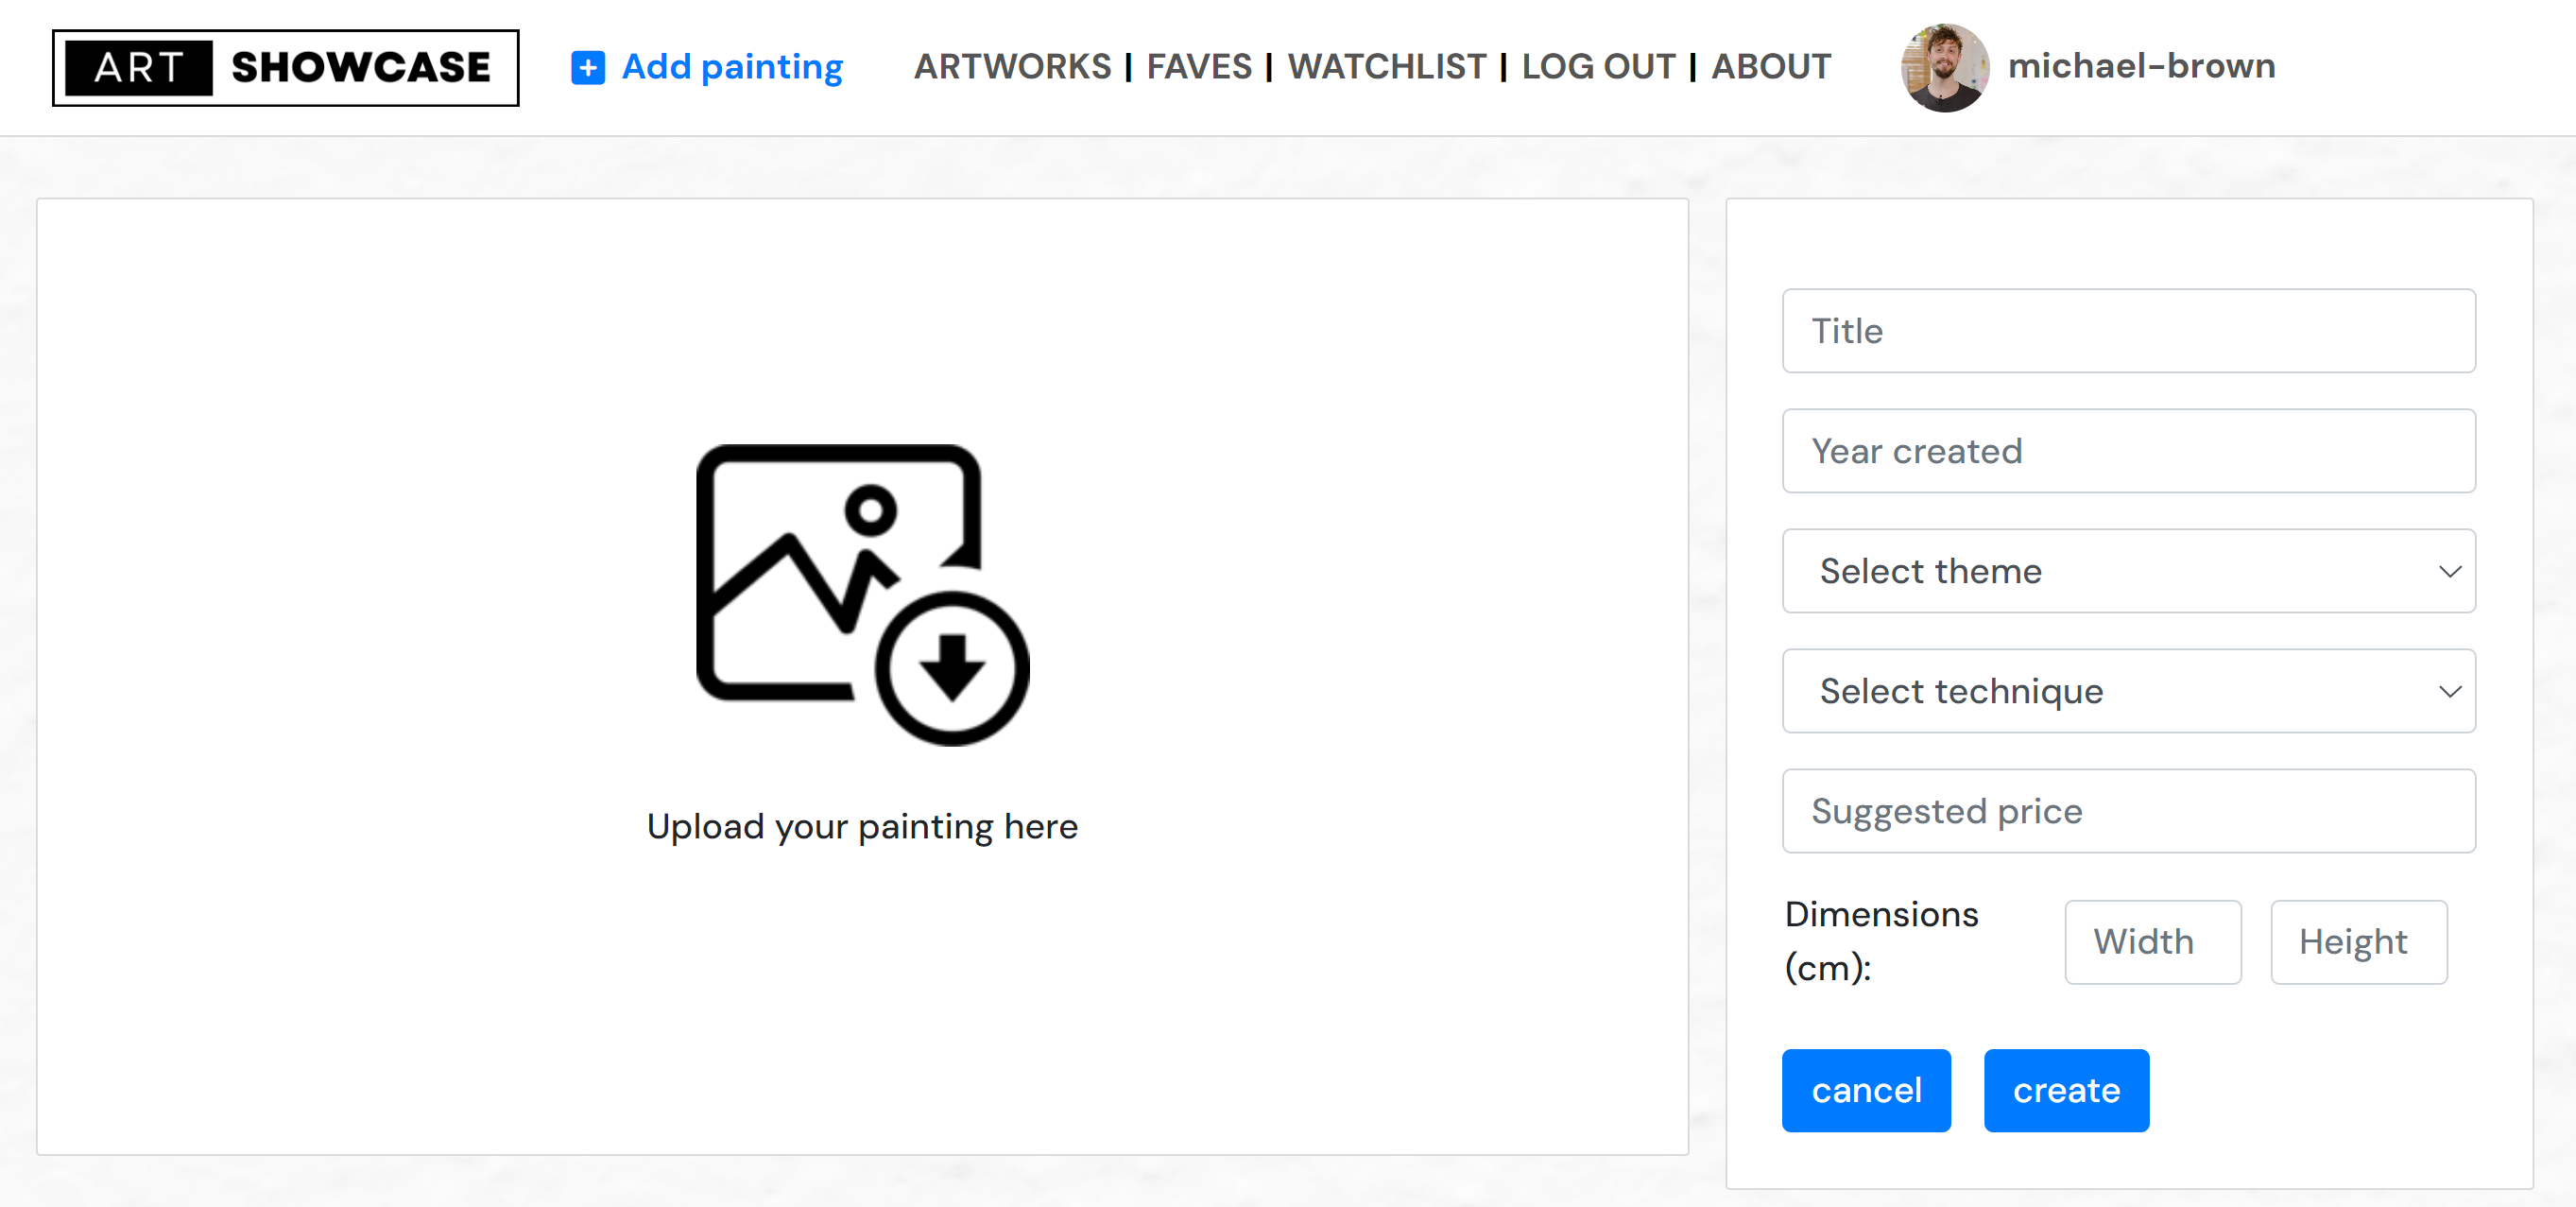 ART SHOWCASE
Add painting
ARTWORKS | FAVES | WATCHLIST | LOG OUT | ABOUT
michael-brown
Upload your painting here
Title
Year created
Select theme
Select technique
Suggested price
Dimensions
(cm):
Width
Height
cancel
create